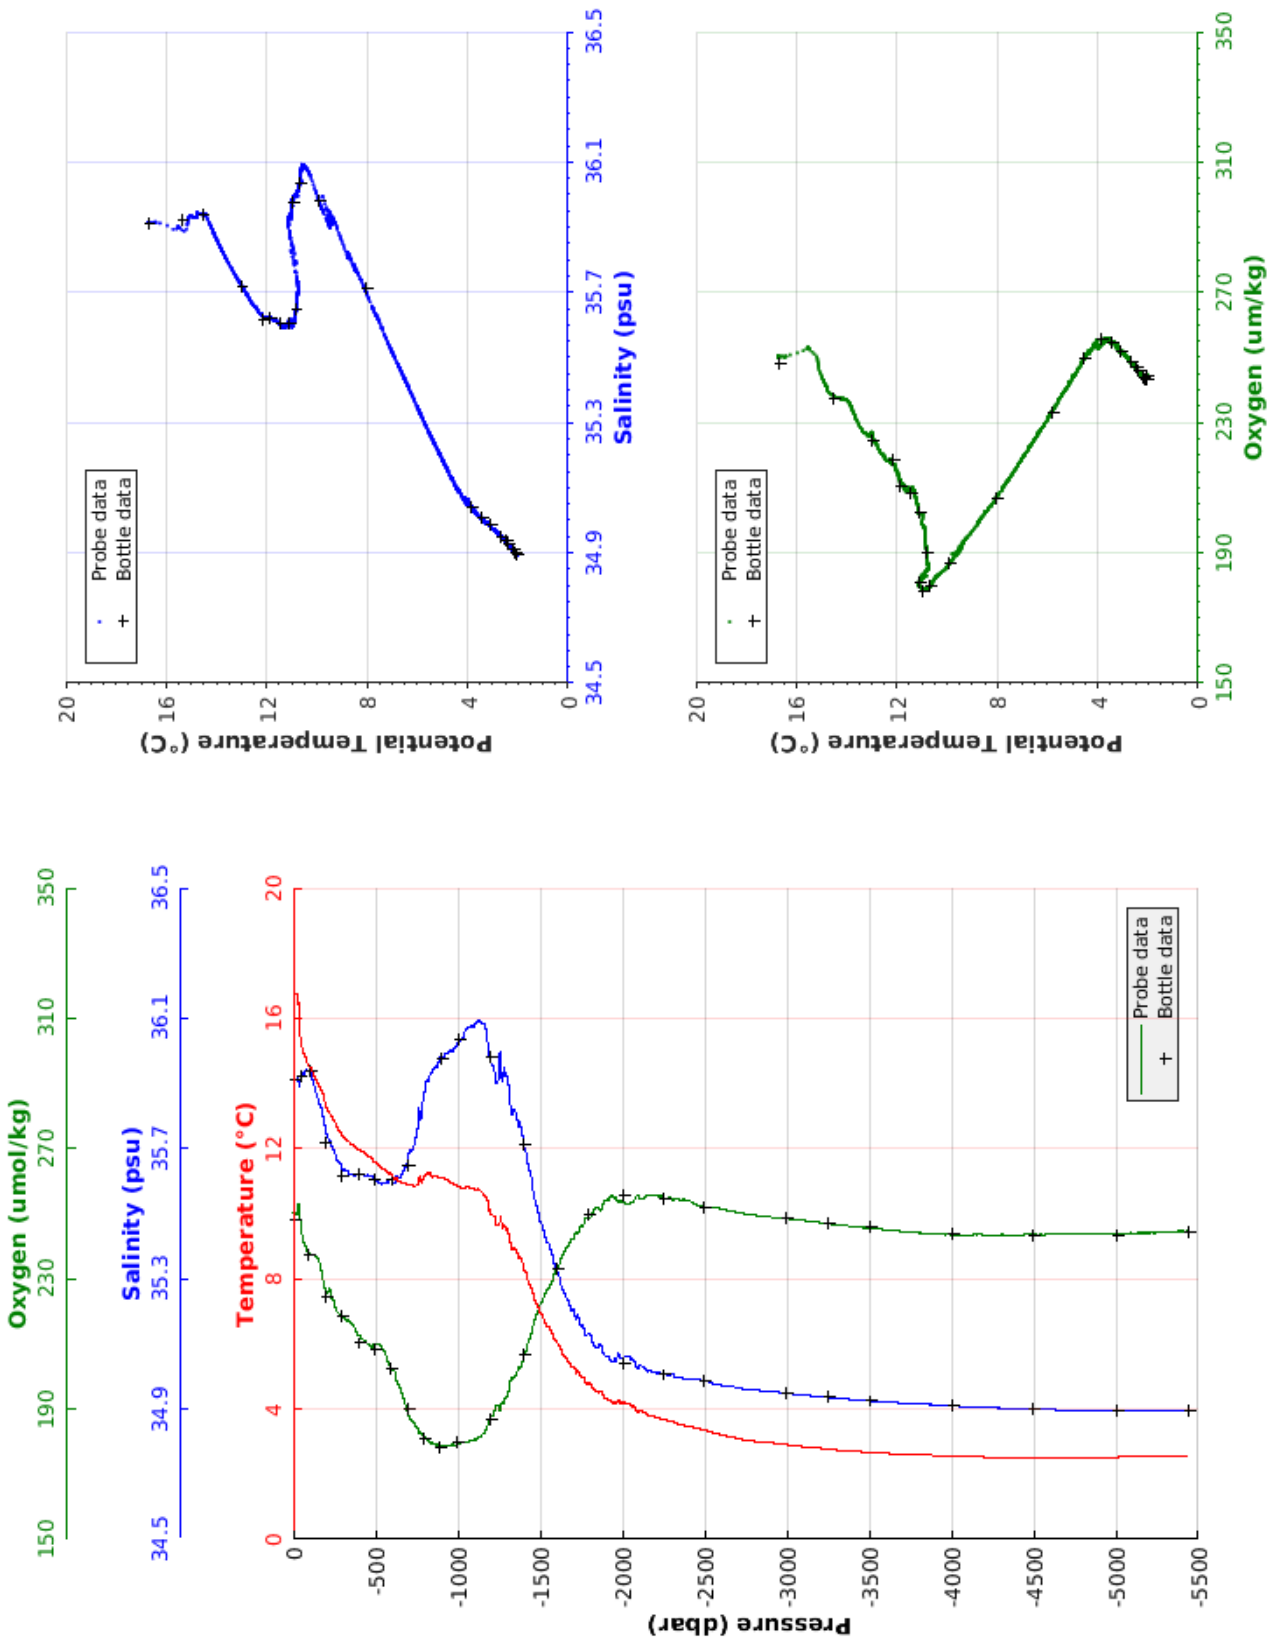 Oxygen (umol/kg)
150 190 230 270 310 350
Salinity (psu)
34.5 34.9 35.3 35.7 36.1 36.5
Temperature (°C)
0 4 8 12 16 20
0
-500
-1000
-1500
-2000
-2500
-3000
-3500
-4000
-4500
-5000
-5500
Pressure (dbar)
Probe data
Bottle data
20
16
12
8
4
0
Potential Temperature (°C)
Probe data
Bottle data
34.5 34.9 35.3 35.7 36.1 36.5
Salinity (psu)
20
16
12
8
4
0
Potential Temperature (°C)
Probe data
Bottle data
150 190 230 270 310 350
Oxygen (um/kg)